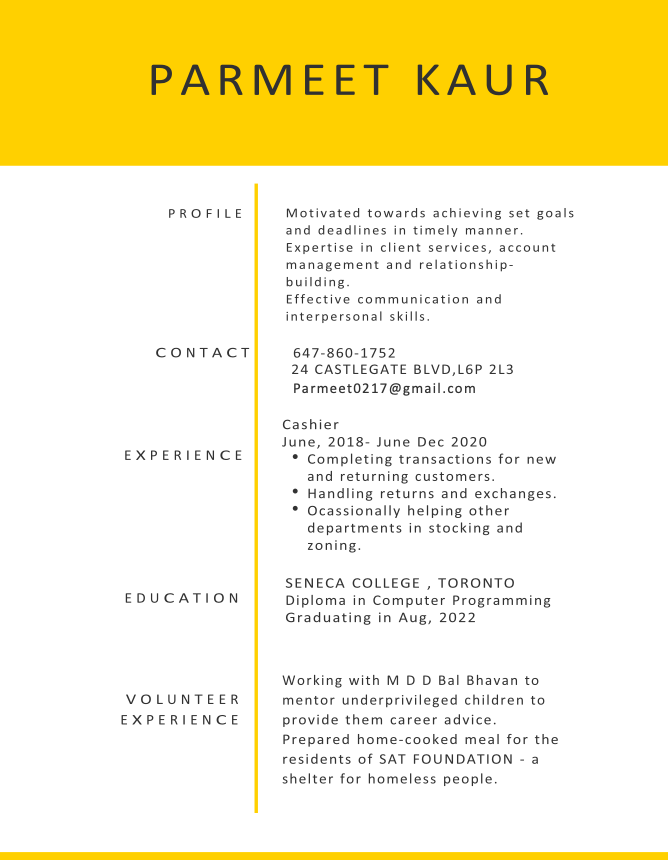 PARMEET KAUR
PROFILE
Motivated towards achieving set goals
and deadlines in timely manner.
Expertise in client services, account
management and relationship-
building.
Effective communication and
interpersonal skills.
CONTACT
647-860-1752
24 CASTLEGATE BLVD,L6P 2L3
Parmeet0217@gmail.com
EXPERIENCE
Cashier
June, 2018- June Dec 2020
• Completing transactions for new
and returning customers.
• Handling returns and exchanges.
• Ocassionally helping other
departments in stocking and
zoning.
EDUCATION
SENECA COLLEGE , TORONTO
Diploma in Computer Programming
Graduating in Aug, 2022
VOLUNTEER
EXPERIENCE
Working with M D D Bal Bhavan to
mentor underprivileged children to
provide them career advice.
Prepared home-cooked meal for the
residents of SAT FOUNDATION - a
shelter for homeless people.